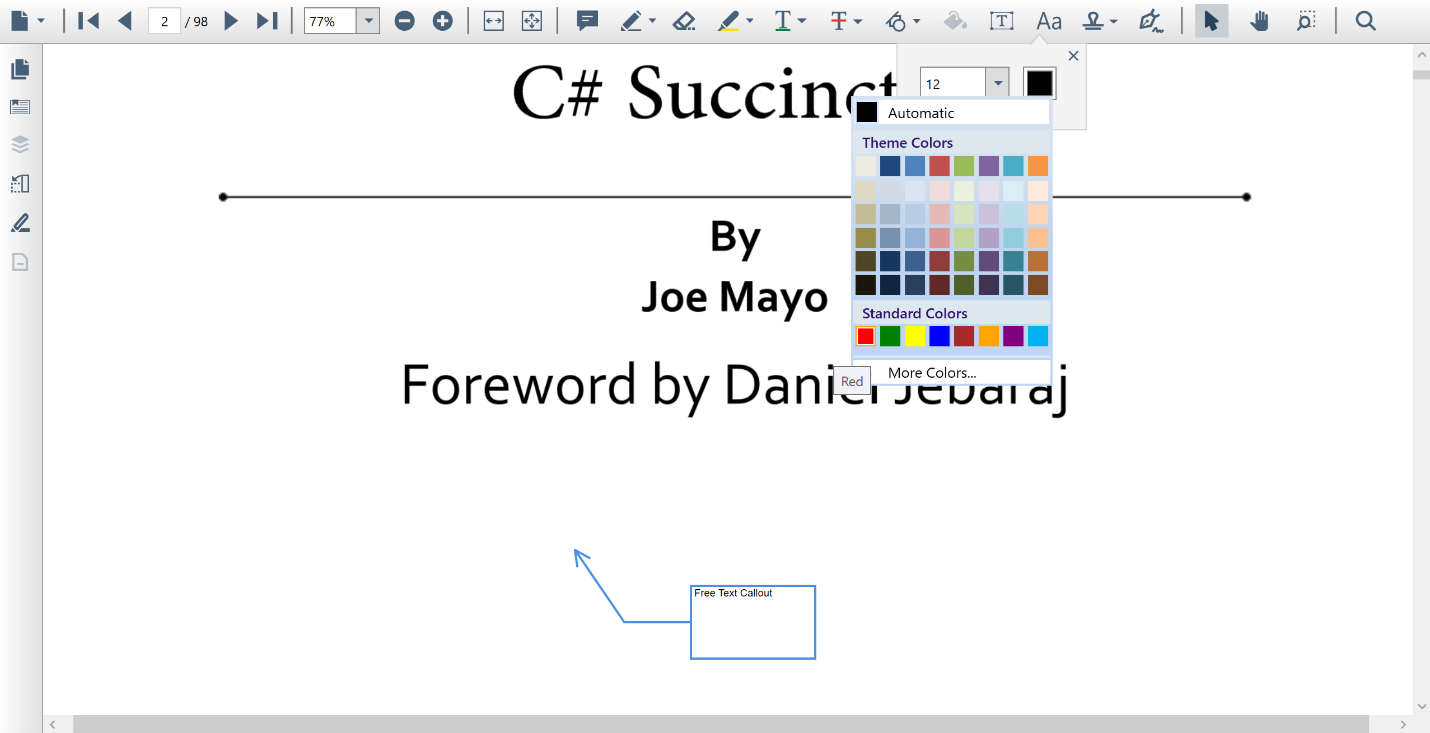 2 / 98
77%
T
T
T
Aa
C# Succinct
12
Automatic
Theme Colors
By
Joe Mayo
Standard Colors
Foreword by Daniel Jebaraj
More Colors...
Red
Free Text Callout